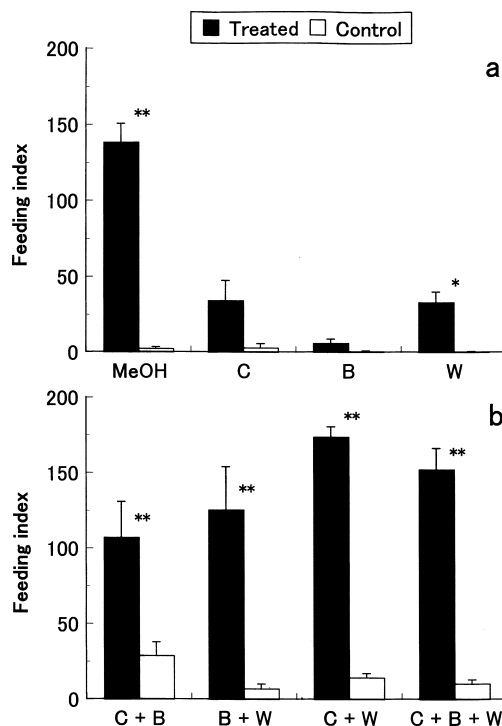 Treated Control
a
200
150
100
50
0
Feeding index
**
*
MeOH C B W
b
200
150
100
50
0
Feeding index
** ** ** **
C + B B + W C + W C + B + W